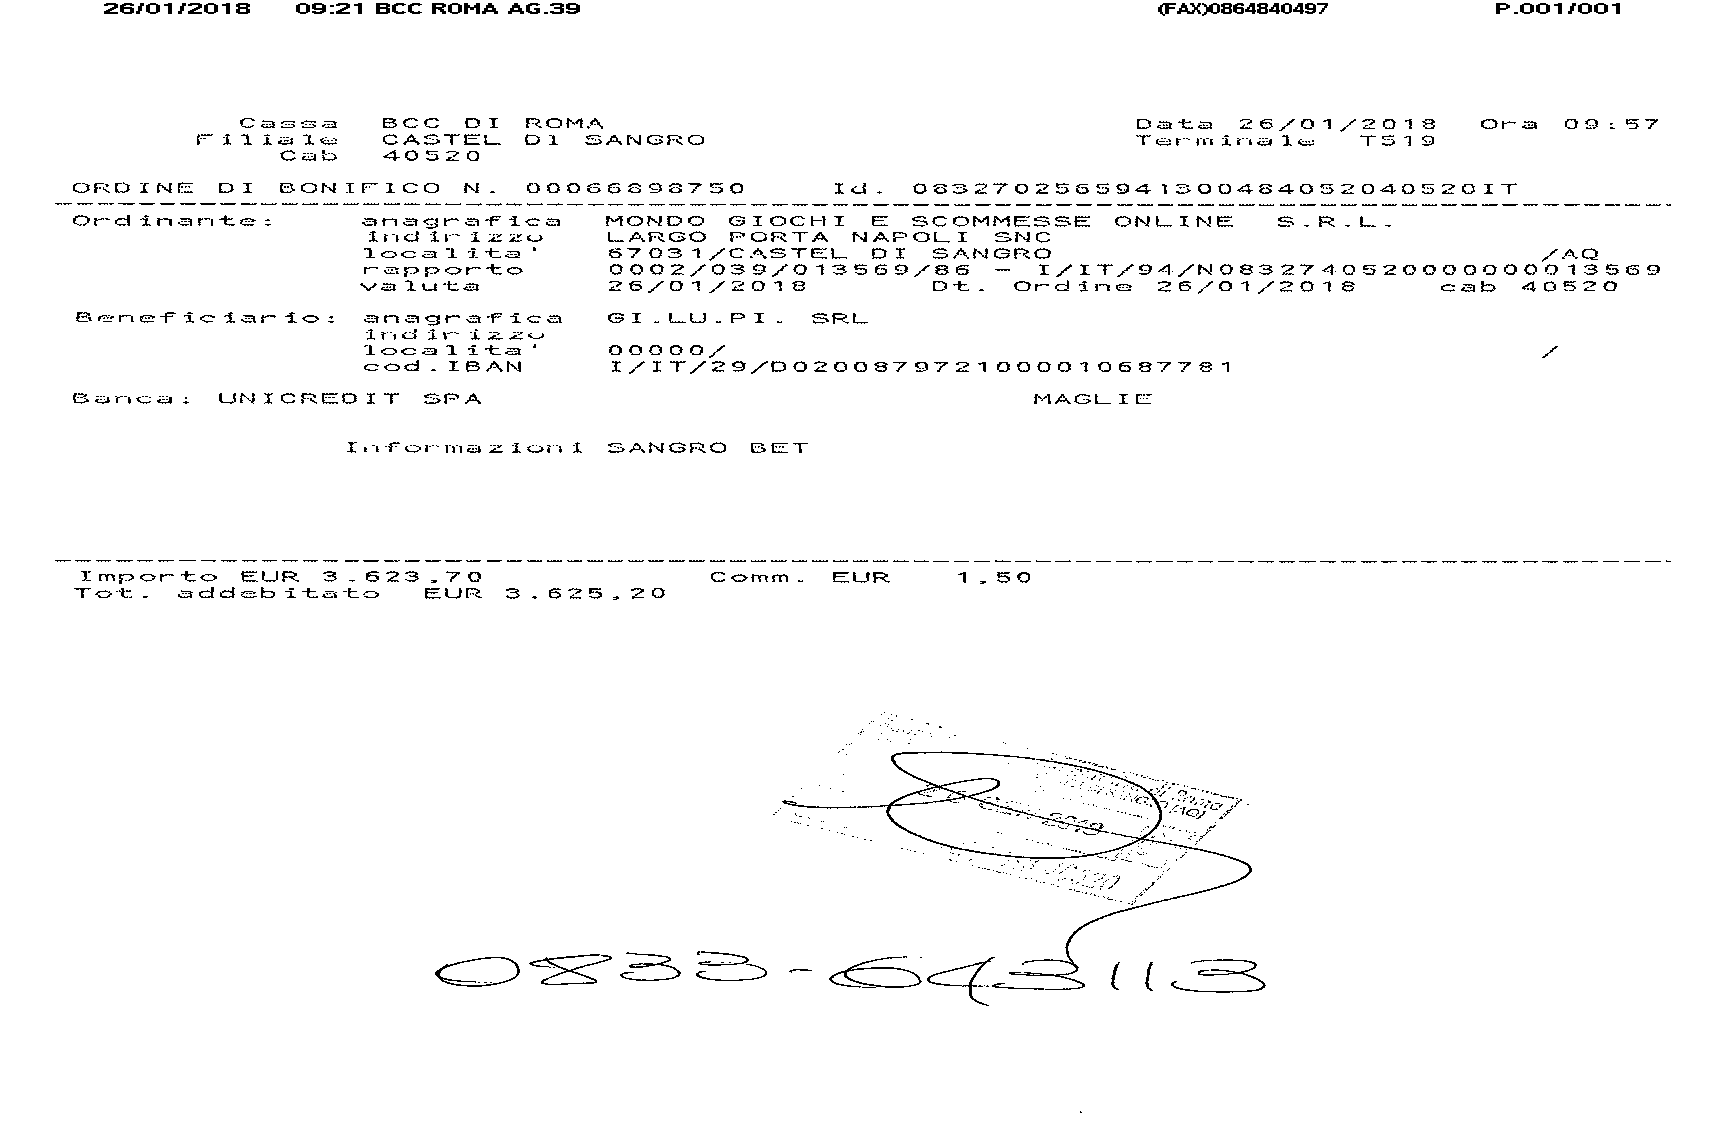 26/01/2018 09:21 BCC ROMA AG.39 (FAX)0864840497 P.001/001
Cassa BCC DI ROMA Data 26/01/2018 Ora 09:57
Filiale CASTEL DI SANGRO Terminale TS19
Cab 40520
ORDINE DI BONIFICO N. 00066898750 Id. 0832702565941300484052040520IT
Ordinante: anagrafica MONDO GIOCHI E SCOMMESSE ONLINE S.R.L.
indirizzo LARGO PORTA NAPOLI SNC
localita' 67031/CASTEL DI SANGRO /AQ
rapporto 0002/039/013569/86 - I/IT/94/N0832740520000000013569
valuta 26/01/2018 Dt. Ordine 26/01/2018 cab 40520
Beneficiario: anagrafica GI.LU.PI. SRL
indirizzo
localita' 00000/ /
cod.IBAN I/IT/29/D0200879721000010687781
Banca: UNICREDIT SPA MAGLIE
Informazioni SANGRO BET
Importo EUR 3.623,70 Comm. EUR 1,50
Tot. addebitato EUR 3.625,20
0833-643113